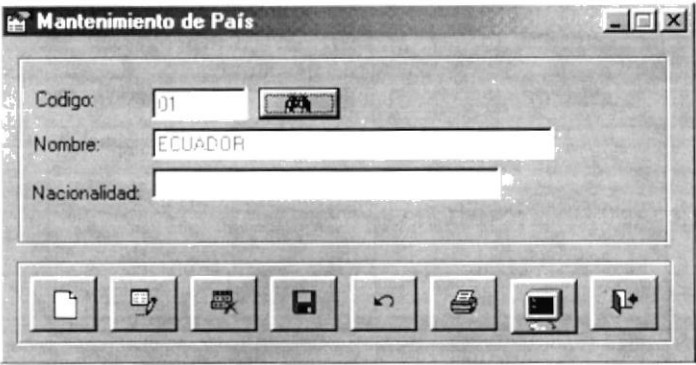 Mantenimiento de País
Codigo: 01
Nombre: ECUADOR
Nacionalidad: